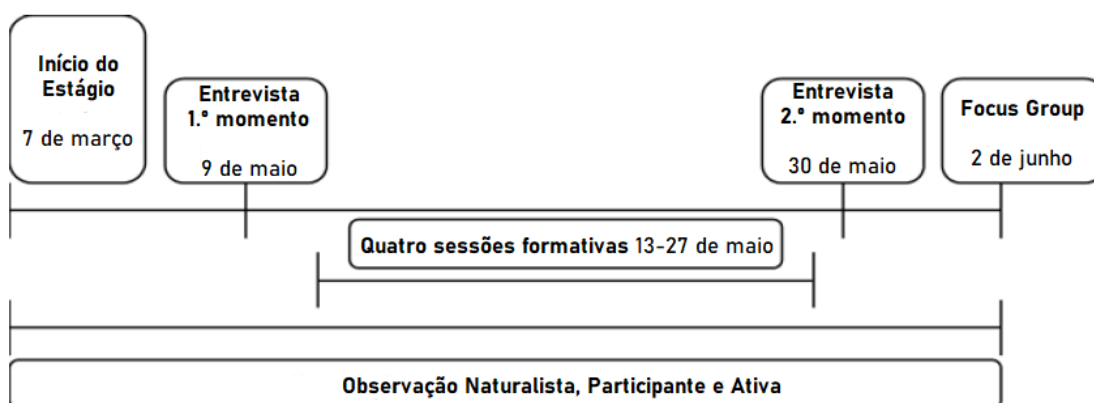 Início do
Estágio
7 de março
Entrevista
1.º momento
9 de maio
Entrevista
2.º momento
30 de maio
Focus Group
2 de junho
Quatro sessões formativas 13-27 de maio
Observação Naturalista, Participante e Ativa